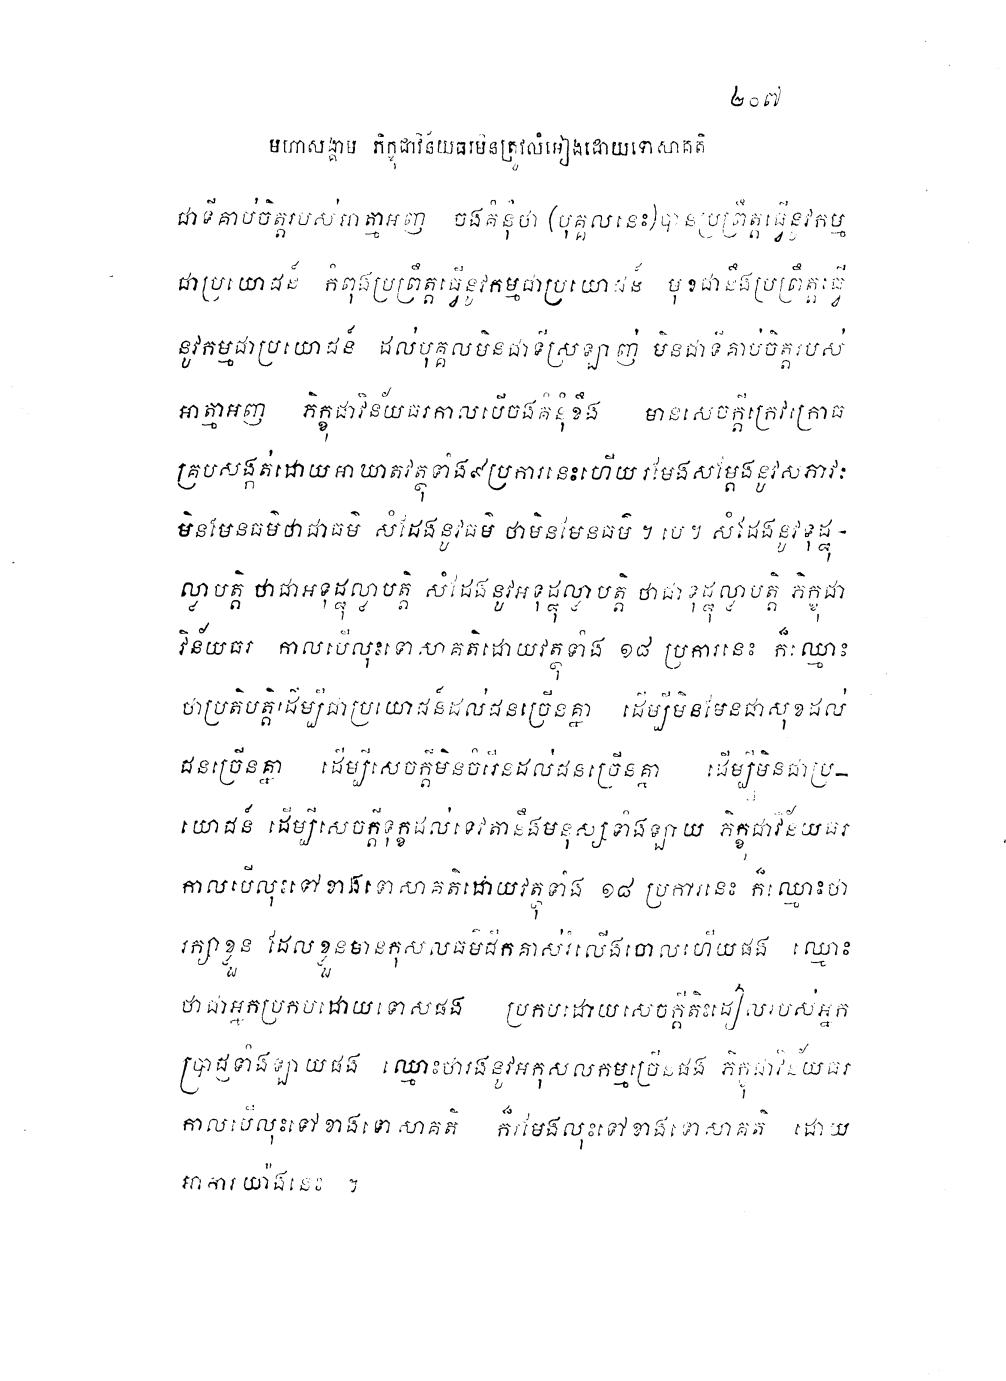 ២០៧
មហាសង្គាម ភិក្ខុជាវិន័យធរមិនត្រូវលំអៀងដោយទោសាគតិ
ជាទីគាប់ចិត្តរបស់អាត្មាអញ ចងគំនុំថា (បុគ្គលនេះ) បានប្រព្រឹត្តធ្វើនូវកម្ម
ជាប្រយោជន៍ កំពុងប្រព្រឹត្តធ្វើនូវកម្មជាប្រយោជន៍ មុខជានឹងប្រព្រឹត្តធ្វើ
នូវកម្មជាប្រយោជន៍ ដល់បុគ្គលមិនជាទីស្រឡាញ់ មិនជាទីគាប់ចិត្តរបស់
អាត្មាអញ ភិក្ខុជាវិន័យធរកាលបើចងគំនុំខឹង មានសេចក្តីក្រេវក្រោធ
គ្របសង្កត់ដោយអាឃាតវត្ថុទាំង៩ប្រការនេះហើយ រមែងសម្តែងនូវសភាវៈ
មិនមែនធម៌ថាជាធម៌ សំដែងនូវធម៌ ថាមិនមែនធម៌ ។ បេ ។ សំដែងនូវទុដ្ឋុ-
ល្លាបត្តិ ថាជាអទុដ្ឋុល្លាបត្តិ សំដែងនូវអទុដ្ឋុល្លាបត្តិ ថាជាទុដ្ឋុល្លាបត្តិ ភិក្ខុជា
វិន័យធរ កាលបើលុះទោសាគតិដោយវត្ថុទាំង ១៨ ប្រការនេះ ក៏ឈ្មោះ
ថាប្រតិបត្តិដើម្បីជាប្រយោជន៍ដល់ជនច្រើនគ្នា ដើម្បីមិនមែនជាសុខដល់
ជនច្រើនគ្នា ដើម្បីសេចក្តីមិនចំរើនដល់ជនច្រើនគ្នា ដើម្បីមិនជាប្រ-
យោជន៍ ដើម្បីសេចក្តីទុក្ខដល់ទេវតានឹងមនុស្សទាំងឡាយ ភិក្ខុជាវិន័យធរ
កាលបើលុះទៅខាងទោសាគតិដោយវត្ថុទាំង ១៨ ប្រការនេះ ក៏ឈ្មោះថា
រក្សាខ្លួន ដែលខ្លួនមានកុសលធម៌ជីកគាស់រំលើងចោលហើយផង ឈ្មោះ
ថាជាអ្នកប្រកបដោយទោសផង ប្រកបដោយសេចក្តីតិះដៀលរបស់អ្នក
ប្រាជ្ញទាំងឡាយផង ឈ្មោះថារងនូវអកុសលកម្មច្រើនផង ភិក្ខុជាវិន័យធរ
កាលបើលុះទៅខាងទោសាគតិ ក៏រមែងលុះទៅខាងទោសាគតិ ដោយ
អាការយ៉ាងនេះ ។